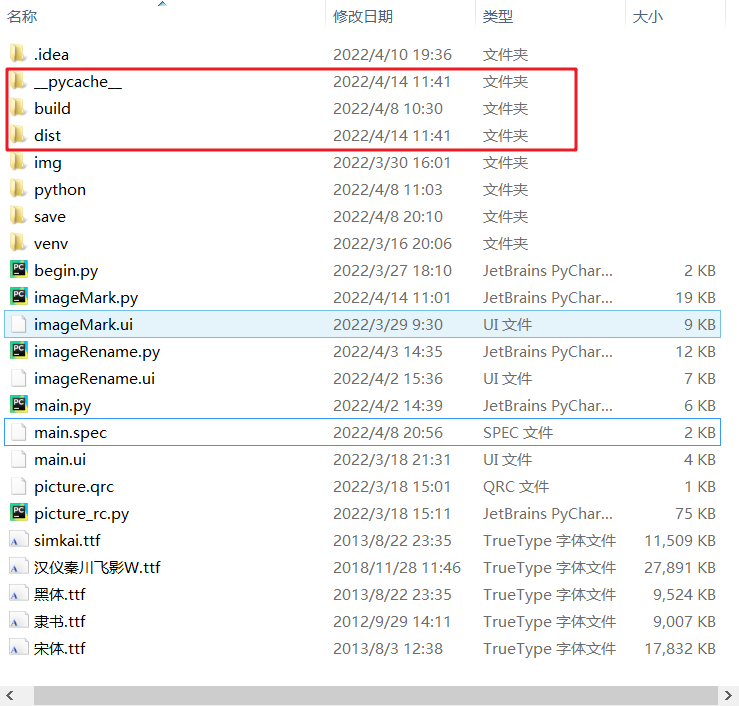 名称 修改日期 类型 大小
.idea 2022/4/10 19:36 文件夹
__pycache__ 2022/4/14 11:41 文件夹
build 2022/4/8 10:30 文件夹
dist 2022/4/14 11:41 文件夹
img 2022/3/30 16:01 文件夹
python 2022/4/8 11:03 文件夹
save 2022/4/8 20:10 文件夹
venv 2022/3/16 20:06 文件夹
begin.py 2022/3/27 18:10 JetBrains PyChar... 2 KB
imageMark.py 2022/4/14 11:01 JetBrains PyChar... 19 KB
imageMark.ui 2022/3/29 9:30 UI 文件 9 KB
imageRename.py 2022/4/3 14:35 JetBrains PyChar... 12 KB
imageRename.ui 2022/4/2 15:36 UI 文件 7 KB
main.py 2022/4/2 14:39 JetBrains PyChar... 6 KB
main.spec 2022/4/8 20:56 SPEC 文件 2 KB
main.ui 2022/3/18 21:31 UI 文件 4 KB
picture.qrc 2022/3/18 15:01 QRC 文件 1 KB
picture_rc.py 2022/3/18 15:11 JetBrains PyChar... 75 KB
simkai.ttf 2013/8/22 23:35 TrueType 字体文件 11,509 KB
汉仪秦川飞影W.ttf 2018/11/28 11:46 TrueType 字体文件 27,891 KB
黑体.ttf 2013/8/22 23:35 TrueType 字体文件 9,524 KB
隶书.ttf 2012/9/29 14:11 TrueType 字体文件 9,007 KB
宋体.ttf 2013/8/3 12:38 TrueType 字体文件 17,832 KB